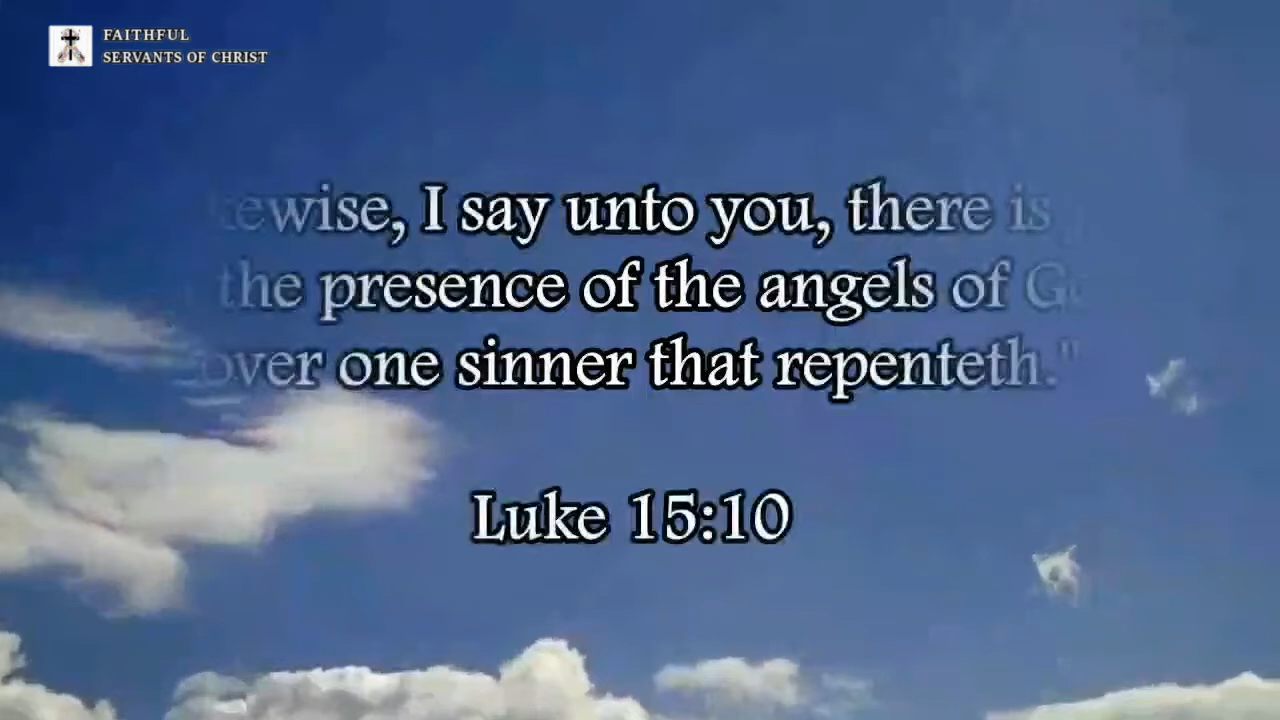 FAITHFUL
SERVANTS OF CHRIST
I say unto you, there is
the presence of the angels of
over one sinner that repenteth."
Luke 15:10